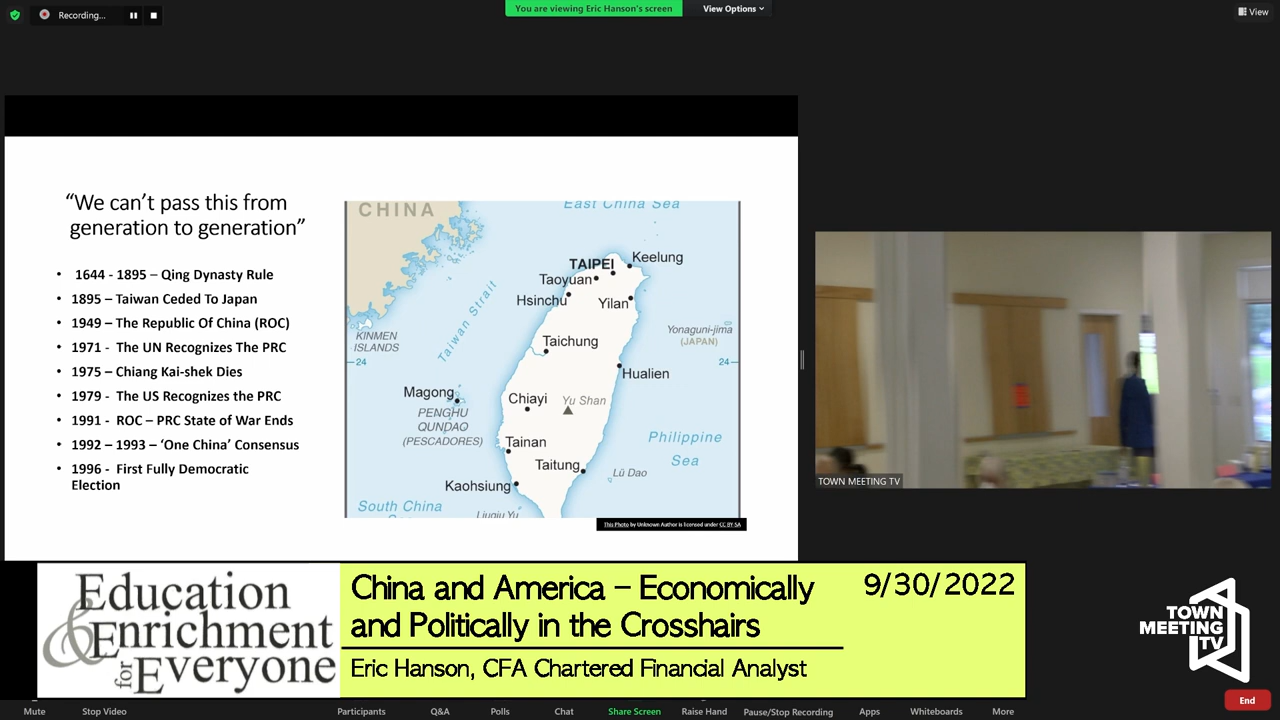 Recording...
You are viewing Eric Hanson's screen
View Options
View
“We can’t pass this from
generation to generation”
• 1644 - 1895 – Qing Dynasty Rule
• 1895 – Taiwan Ceded To Japan
• 1949 – The Republic Of China (ROC)
• 1971 - The UN Recognizes The PRC
• 1975 – Chiang Kai-shek Dies
• 1979 - The US Recognizes the PRC
• 1991 - ROC – PRC State of War Ends
• 1992 – 1993 – ‘One China’ Consensus
• 1996 - First Fully Democratic
Election
CHINA
East China Sea
TAIPEI
Keelung
Taoyuan
Hsinchu
Yilan
Taiwan Strait
KINMEN
ISLANDS
Yonaguni-jima
(JAPAN)
Taichung
24
24
Hualien
Magong
Chiayi
Yu Shan
PENGHU
QUNDAO
(PESCADORES)
Philippine
Sea
Tainan
Taitung
Lü Dao
Kaohsiung
South China
Liuqiu Yu
This Photo by Unknown Author is licensed under CC BY-SA
TOWN MEETING TV
Education
& Enrichment
for Everyone
China and America – Economically
and Politically in the Crosshairs
9/30/2022
Eric Hanson, CFA Chartered Financial Analyst
TOWN
MEETING
TV
Mute
Stop Video
Participants
Q&A
Polls
Chat
Share Screen
Raise Hand
Pause/Stop Recording
Apps
Whiteboards
More
End